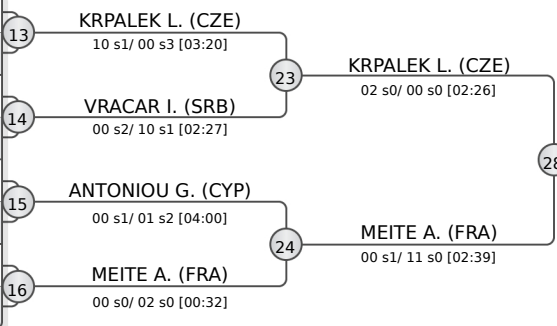 KRPALEK L. (CZE)
13
10 s1/ 00 s3 [03:20]
KRPALEK L. (CZE)
23
02 s0/ 00 s0 [02:26]
VRACAR I. (SRB)
14
00 s2/ 10 s1 [02:27]
28
ANTONIOU G. (CYP)
15
00 s1/ 01 s2 [04:00]
MEITE A. (FRA)
24
00 s1/ 11 s0 [02:39]
MEITE A. (FRA)
16
00 s0/ 02 s0 [00:32]